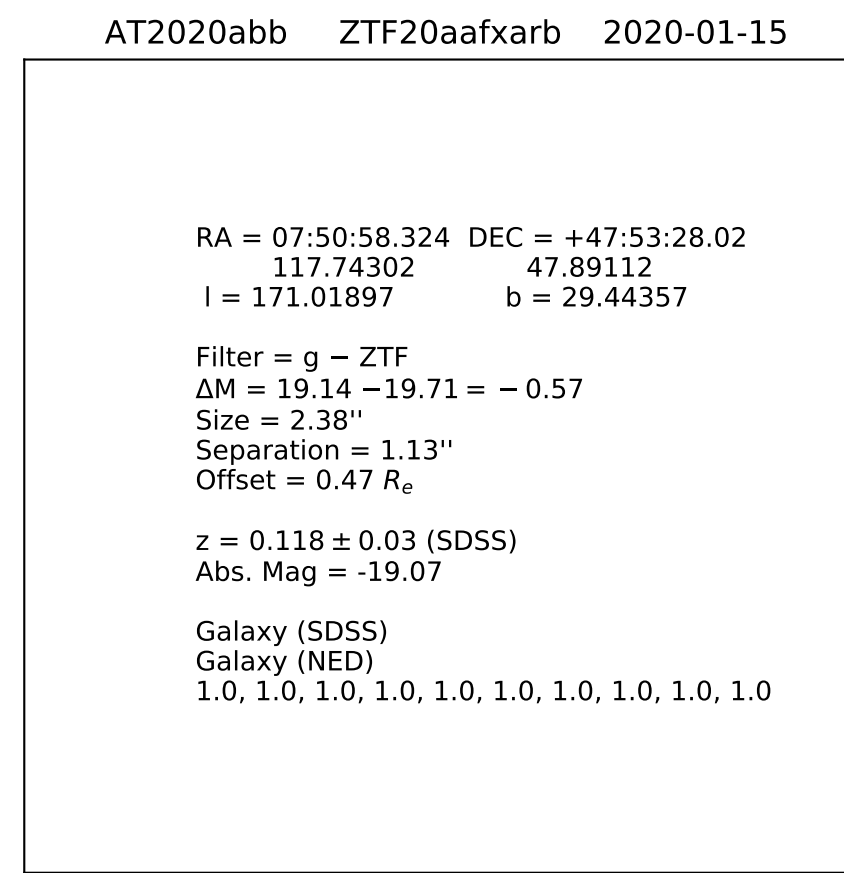 AT2020abb ZTF20aafxarb 2020-01-15
RA = 07:50:58.324 DEC = +47:53:28.02
117.74302 47.89112
l = 171.01897 b = 29.44357
Filter = g − ZTF
ΔM = 19.14 −19.71 = − 0.57
Size = 2.38''
Separation = 1.13''
Offset = 0.47 Re
z = 0.118 ± 0.03 (SDSS)
Abs. Mag = -19.07
Galaxy (SDSS)
Galaxy (NED)
1.0, 1.0, 1.0, 1.0, 1.0, 1.0, 1.0, 1.0, 1.0, 1.0